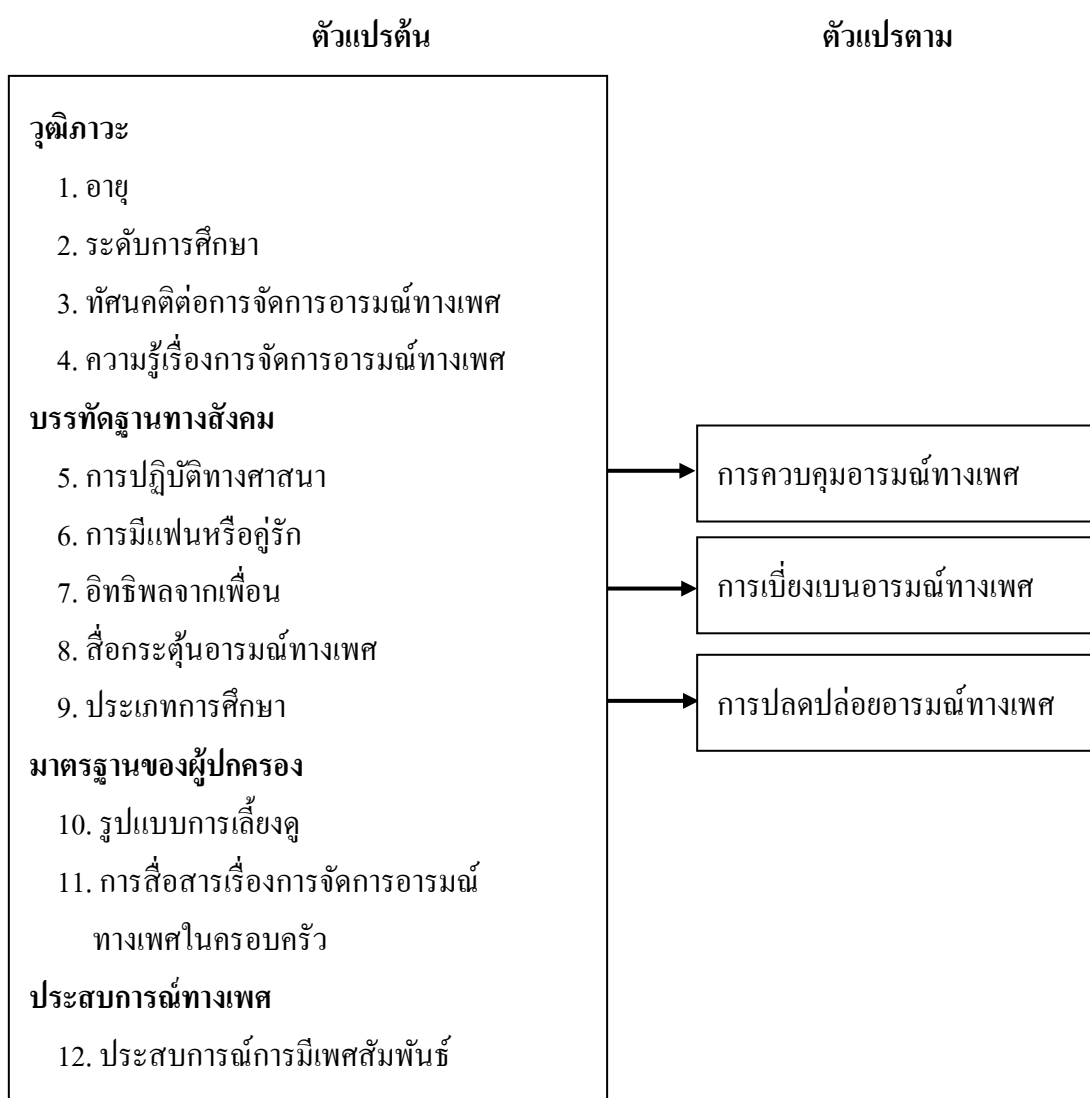 ตัวแปรต้น
ตัวแปรตาม
วุฒิภาวะ
1. อายุ
2. ระดับการศึกษา
3. ทัศนคติต่อการจัดการอารมณ์ทางเพศ
4. ความรู้เรื่องการจัดการอารมณ์ทางเพศ
บรรทัดฐานทางสังคม
5. การปฏิบัติทางศาสนา
6. การมีแฟนหรือคู่รัก
7. อิทธิพลจากเพื่อน
8. สื่อกระตุ้นอารมณ์ทางเพศ
9. ประเภทการศึกษา
มาตรฐานของผู้ปกครอง
10. รูปแบบการเลี้ยงดู
11. การสื่อสารเรื่องการจัดการอารมณ์
ทางเพศในครอบครัว
ประสบการณ์ทางเพศ
12. ประสบการณ์การมีเพศสัมพันธ์
การควบคุมอารมณ์ทางเพศ
การเบี่ยงเบนอารมณ์ทางเพศ
การปลดปล่อยอารมณ์ทางเพศ